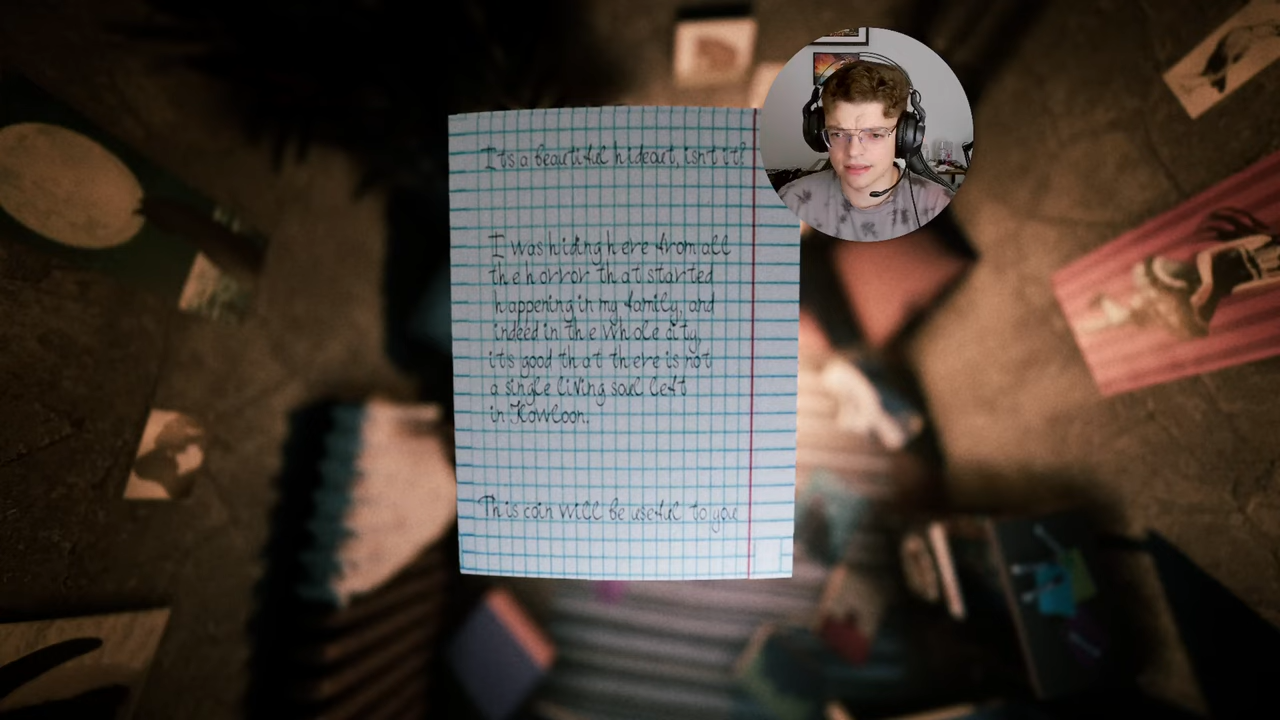 It's a beautiful hideout, isn't it?
I was hiding here from all
the horror that started
happening in my family, and
indeed in the whole city,
it's good that there is not
a single living soul left
in Kowloon.
This coin will be useful to you